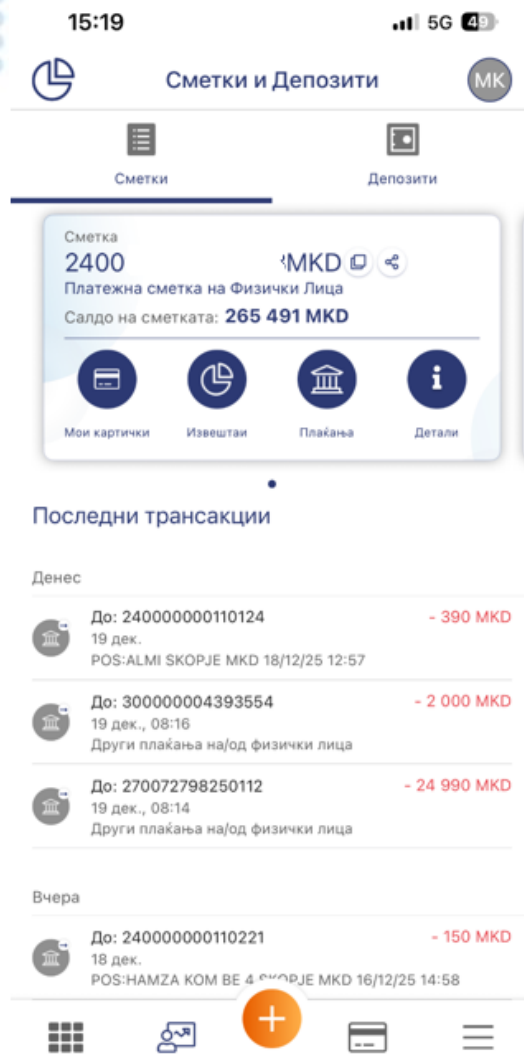 15:19
5G 49
Сметки и Депозити
МК
Сметки
Депозити
Сметка
2400 MKD
Платежна сметка на Физички Лица
Салдо на сметката: 265 491 MKD
Мои картички
Извештаи
Плаќања
Детали
Последни трансакции
Денес
До: 240000000110124
- 390 MKD
19 дек.
POS:ALMI SKOPJE MKD 18/12/25 12:57
До: 300000004393554
- 2 000 MKD
19 дек., 08:16
Други плаќања на/од физички лица
До: 270072798250112
- 24 990 MKD
19 дек., 08:14
Други плаќања на/од физички лица
Вчера
До: 240000000110221
- 150 MKD
18 дек.
POS:HAMZA KOM BE 4 SKOPJE MKD 16/12/25 14:58